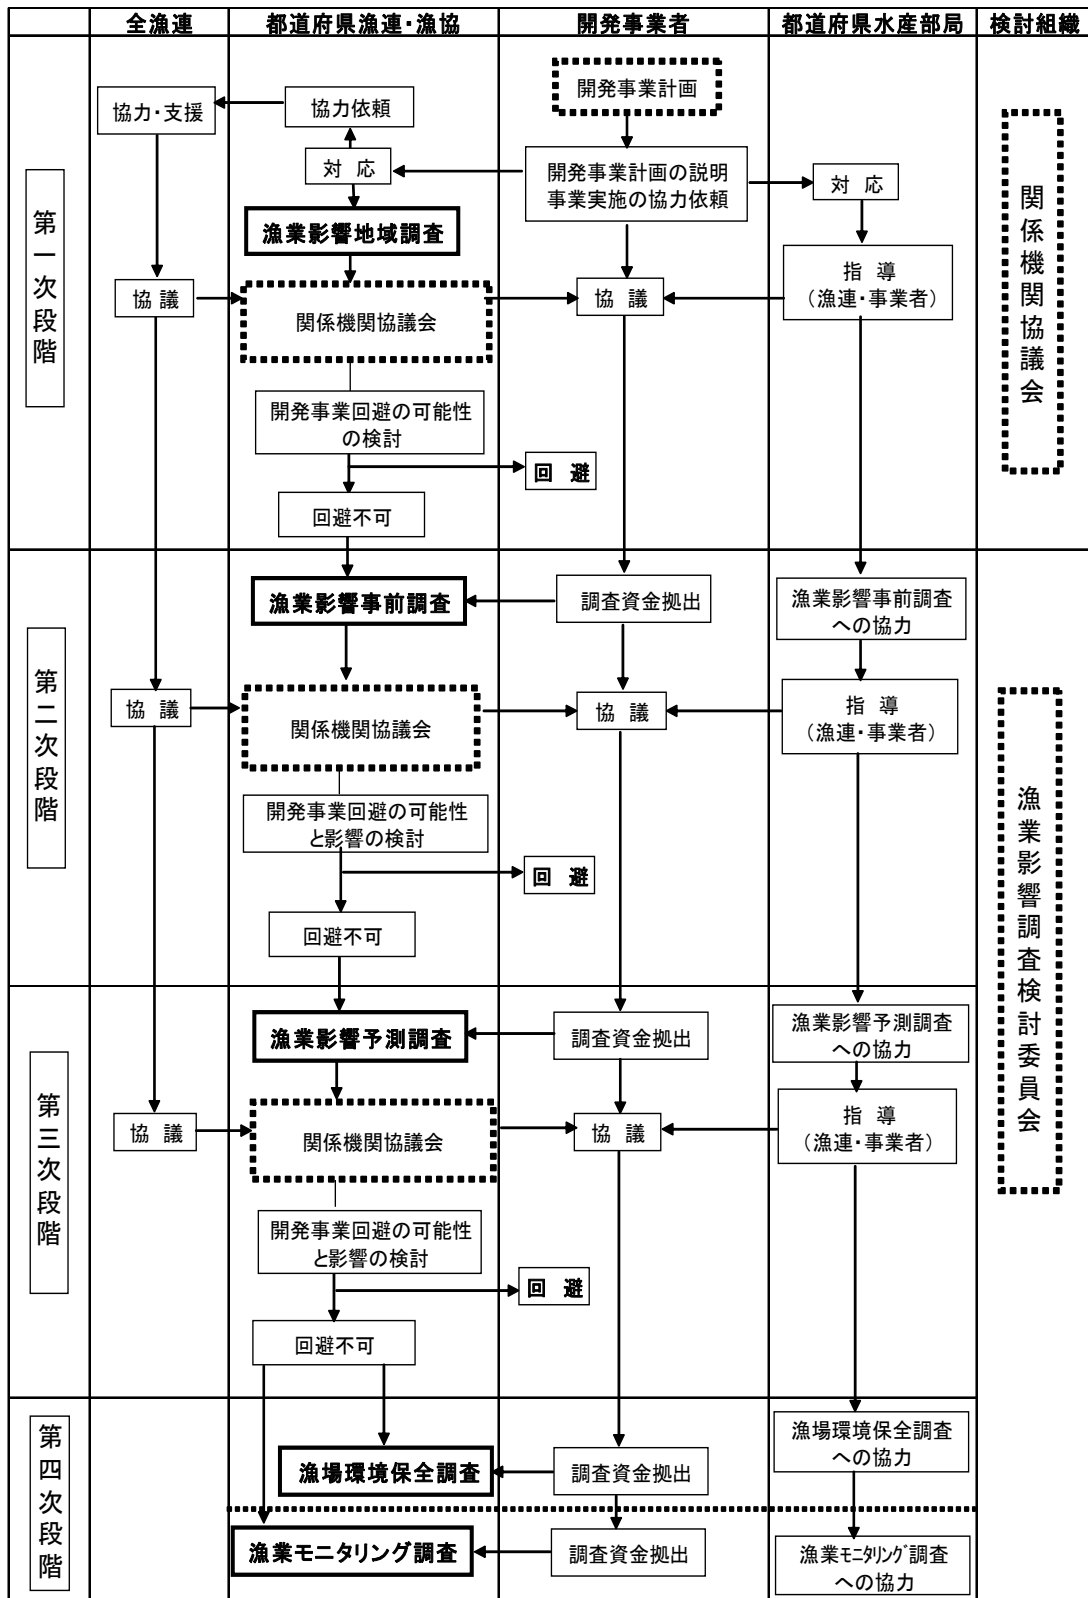 全漁連 都道府県漁連・漁協 開発事業者 都道府県水産部局 検討組織
第一次段階
開発事業計画
協力・支援
協力依頼
対 応
開発事業計画の説明
事業実施の協力依頼
対 応
漁業影響地域調査
協 議
関係機関協議会
協 議
指 導
（漁連・事業者）
関係機関協議会
開発事業回避の可能性
の検討
回 避
回避不可
第二次段階
漁業影響事前調査
調査資金拠出
漁業影響事前調査
への協力
協 議
関係機関協議会
協 議
指 導
（漁連・事業者）
漁業影響調査検討委員会
開発事業回避の可能性
と影響の検討
回 避
回避不可
第三次段階
漁業影響予測調査
調査資金拠出
漁業影響予測調査
への協力
協 議
関係機関協議会
協 議
指 導
（漁連・事業者）
開発事業回避の可能性
と影響の検討
回 避
回避不可
第四次段階
漁場環境保全調査
調査資金拠出
漁場環境保全調査
への協力
漁業モニタリング調査
調査資金拠出
漁業ﾓﾆﾀﾘﾝｸﾞ調査
への協力